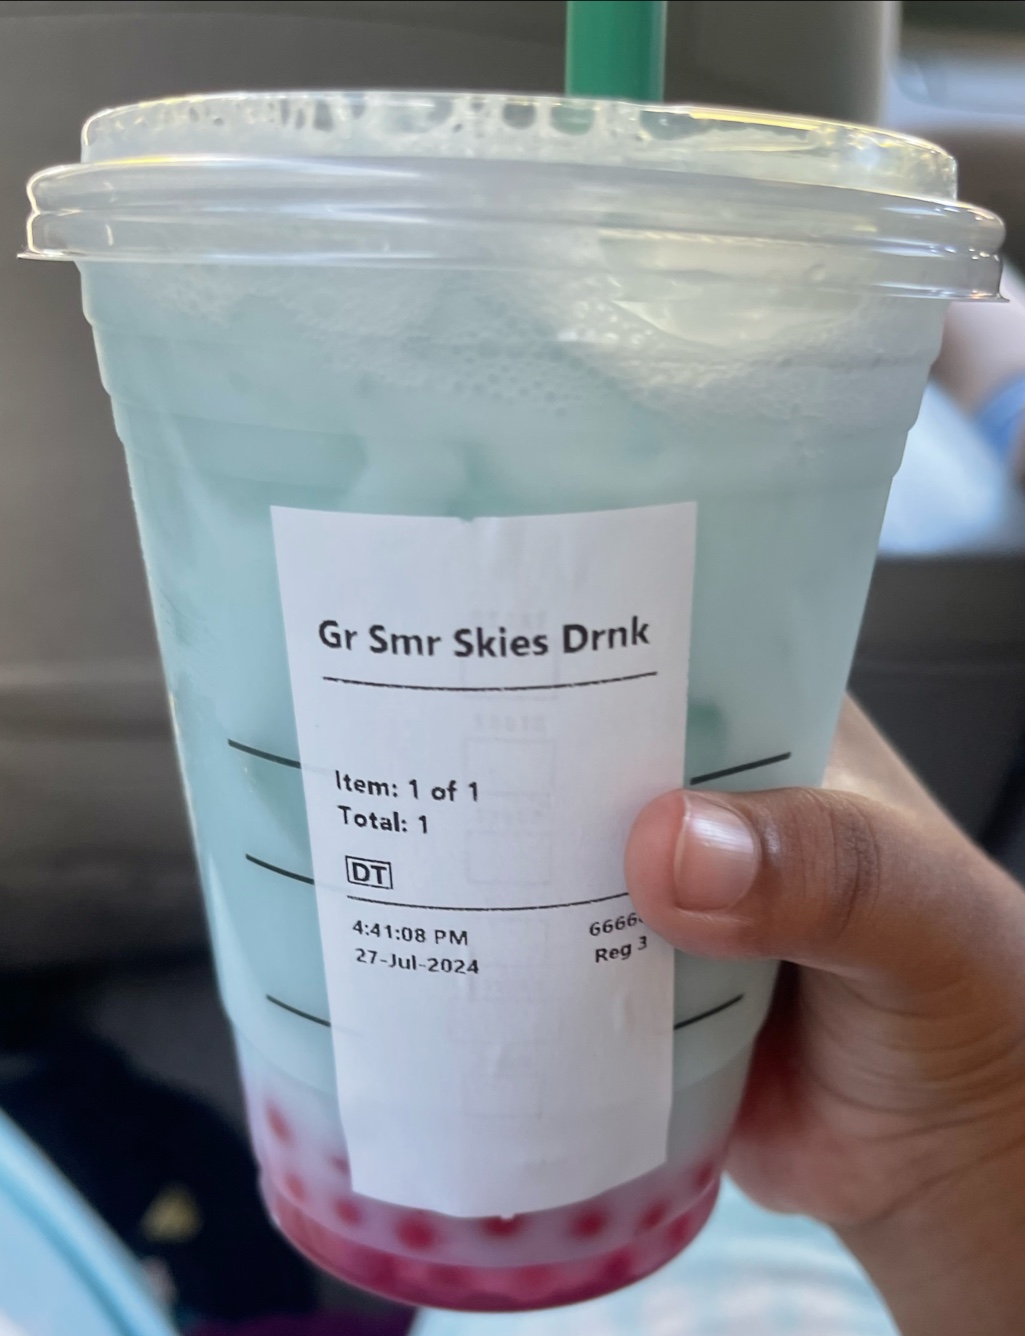 Gr Smr Skies Drnk
Item: 1 of 1
Total: 1
DT
4:41:08 PM
27-Jul-2024
Reg 3